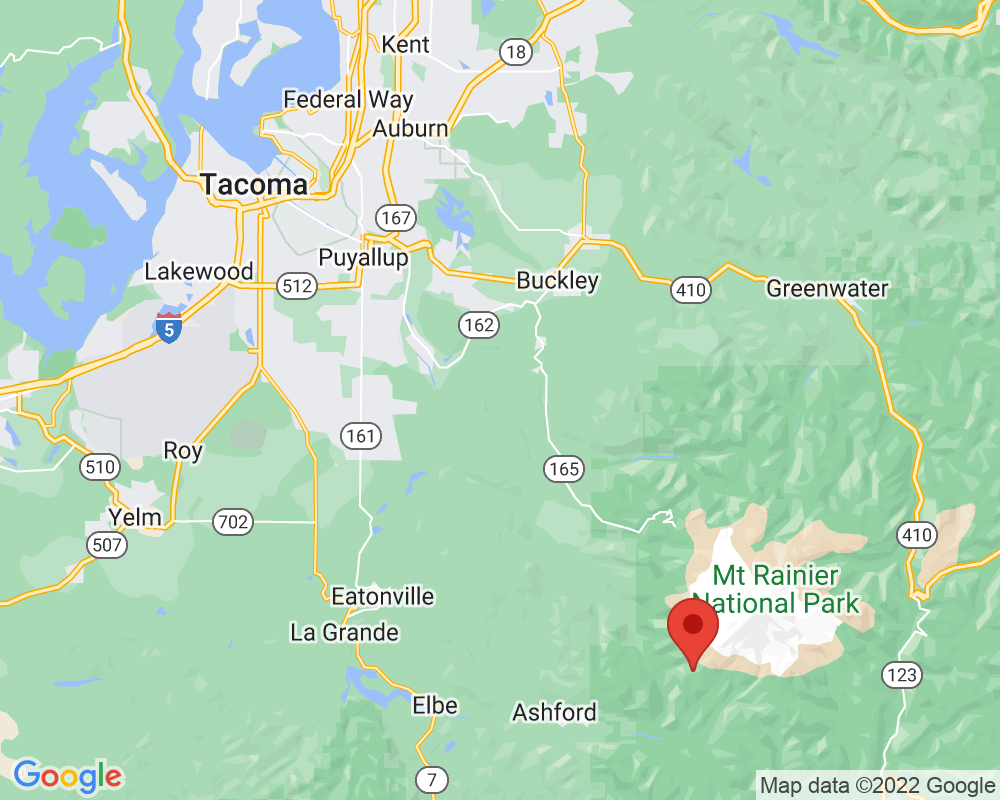 Kent
18
Federal Way
Auburn
Tacoma
167
Puyallup
Lakewood
512
Buckley
410
Greenwater
5
162
161
Roy
510
165
Yelm
702
507
410
Mt Rainier
National Park
Eatonville
La Grande
123
Elbe
Ashford
7
Google
Map data ©2022 Google